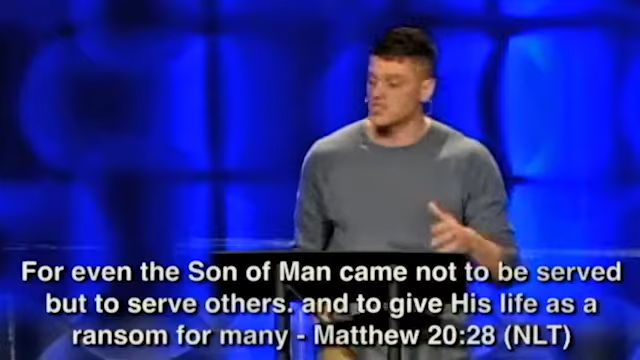 For even the Son of Man came not to be served
but to serve others. and to give His life as a
ransom for many - Matthew 20:28 (NLT)